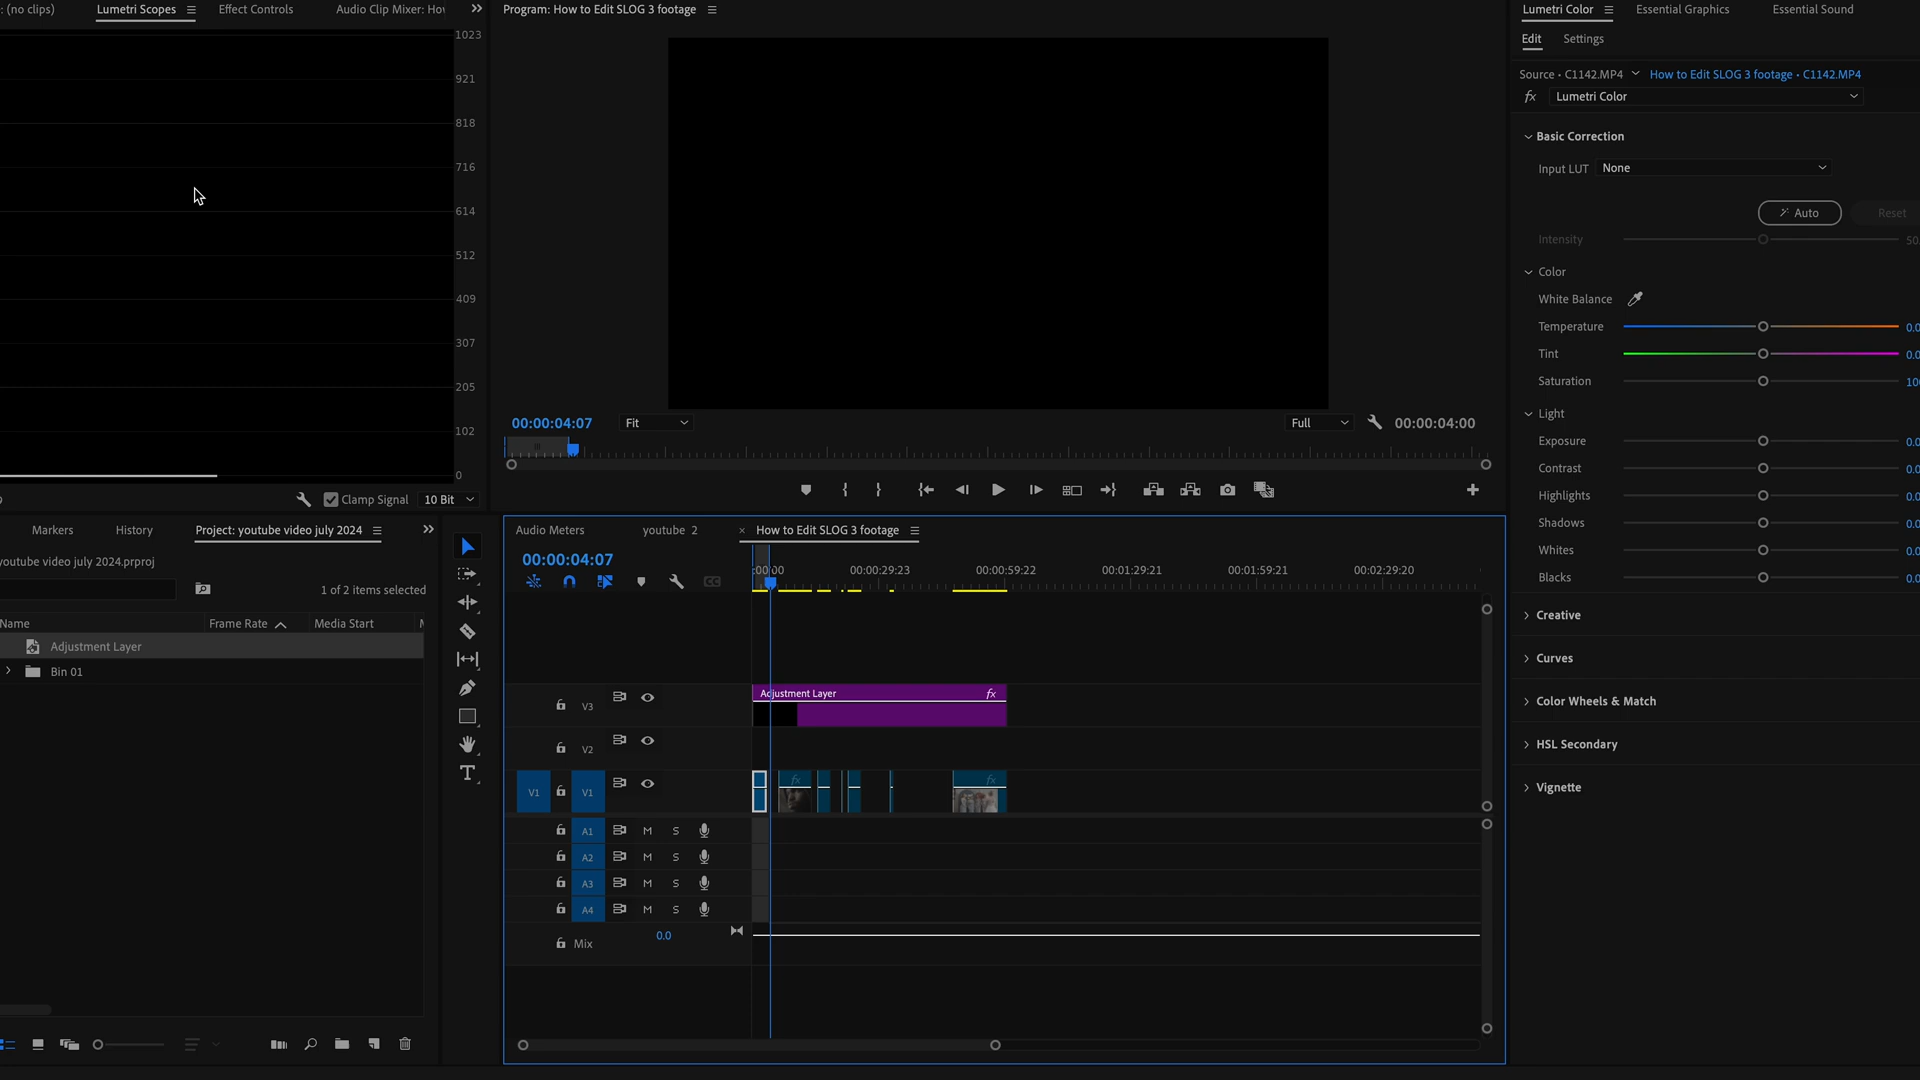 : (no clips)
Lumetri Scopes
Effect Controls
Audio Clip Mixer: Ho
1023
921
818
716
614
512
409
307
205
102
0
Clamp Signal
10 Bit
Program: How to Edit SLOG 3 footage
00:00:04:07
Fit
Full
00:00:04:00
Lumetri Color
Essential Graphics
Essential Sound
Edit
Settings
Source • C1142.MP4
How to Edit SLOG 3 footage • C1142.MP4
fx
Lumetri Color
Basic Correction
Input LUT
None
Auto
Reset
Intensity
50.
Color
White Balance
Temperature
0.0
Tint
0.0
Saturation
10
Light
Exposure
0.0
Contrast
0.0
Highlights
0.0
Shadows
0.0
Whites
0.0
Blacks
0.0
Creative
Curves
Color Wheels & Match
HSL Secondary
Vignette
Markers
History
Project: youtube video july 2024
youtube video july 2024.prproj
1 of 2 items selected
Name
Frame Rate
Media Start
Adjustment Layer
Bin 01
Audio Meters
youtube 2
× How to Edit SLOG 3 footage
00:00:04:07
:00:00
00:00:29:23
00:00:59:22
00:01:29:21
00:01:59:21
00:02:29:20
V3
Adjustment Layer
fx
V2
V1
V1
fx
fx
A1
M
S
A2
M
S
A3
M
S
A4
M
S
Mix
0.0